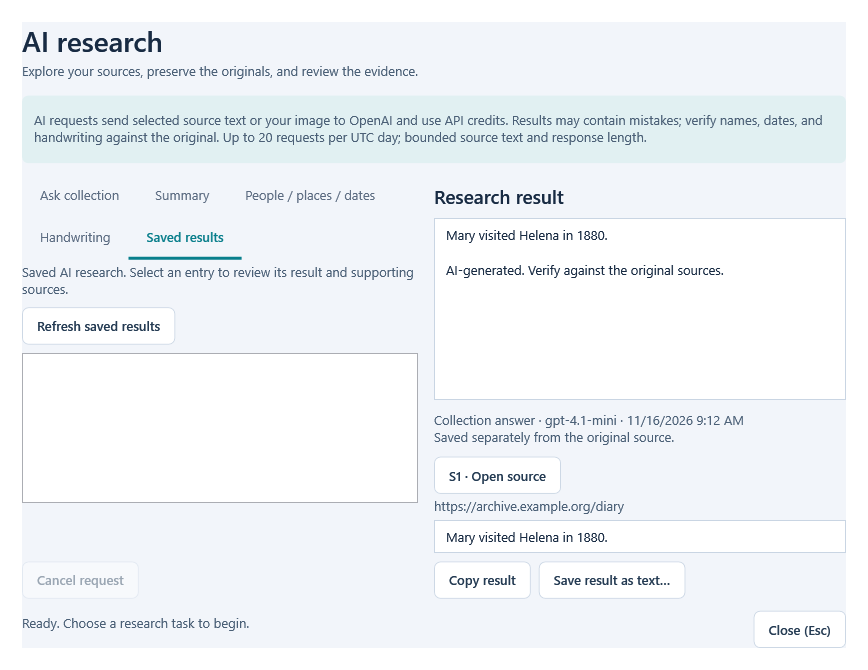 AI research
Explore your sources, preserve the originals, and review the evidence.
AI requests send selected source text or your image to OpenAI and use API credits. Results may contain mistakes; verify names, dates, and
handwriting against the original. Up to 20 requests per UTC day; bounded source text and response length.
Ask collection
Summary
People / places / dates
Handwriting
Saved results
Saved AI research. Select an entry to review its result and supporting
sources.
Refresh saved results
Cancel request
Ready. Choose a research task to begin.
Research result
Mary visited Helena in 1880.
AI-generated. Verify against the original sources.
Collection answer · gpt-4.1-mini · 11/16/2026 9:12 AM
Saved separately from the original source.
S1 · Open source
https://archive.example.org/diary
Mary visited Helena in 1880.
Copy result
Save result as text...
Close (Esc)